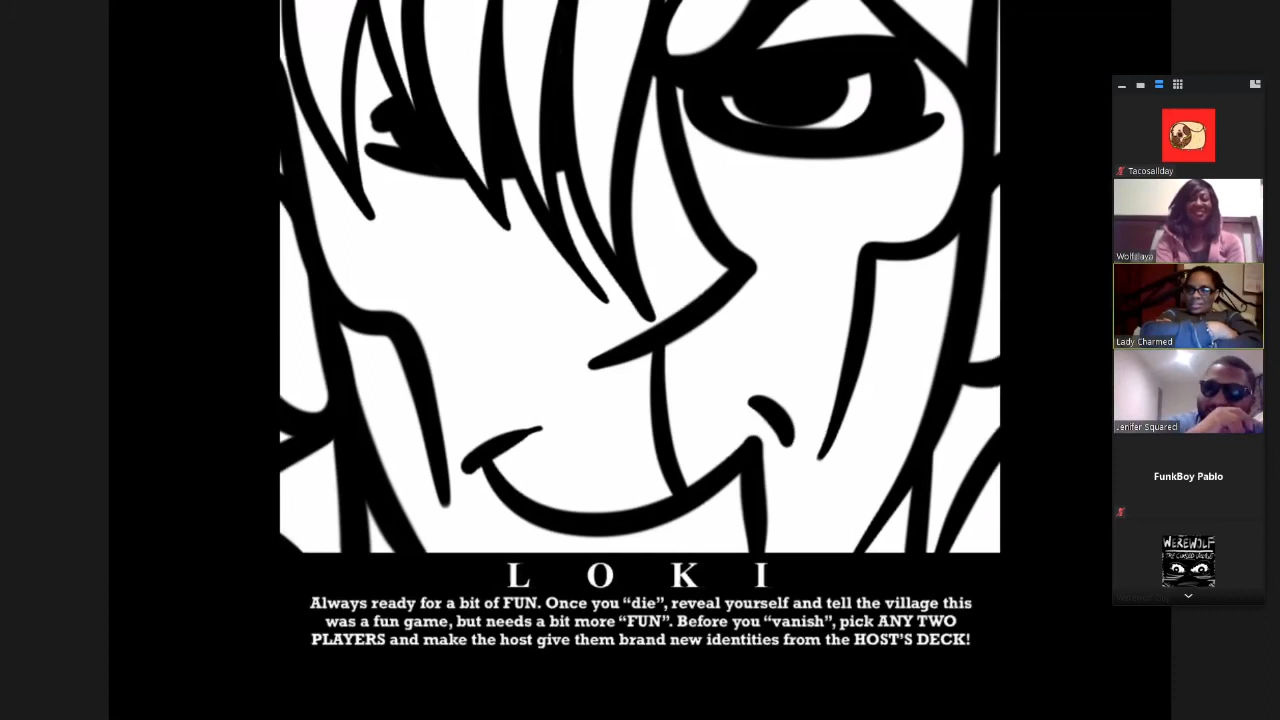 L O K I
Always ready for a bit of FUN. Once you “die”, reveal yourself and tell the village this
was a fun game, but needs a bit more “FUN”. Before you “vanish”, pick ANY TWO
PLAYERS and make the host give them brand new identities from the HOST’S DECK!
Tacosallday
Lady Charmed
Jenifer Squared
FunkBoy Pablo
WEREWOLF